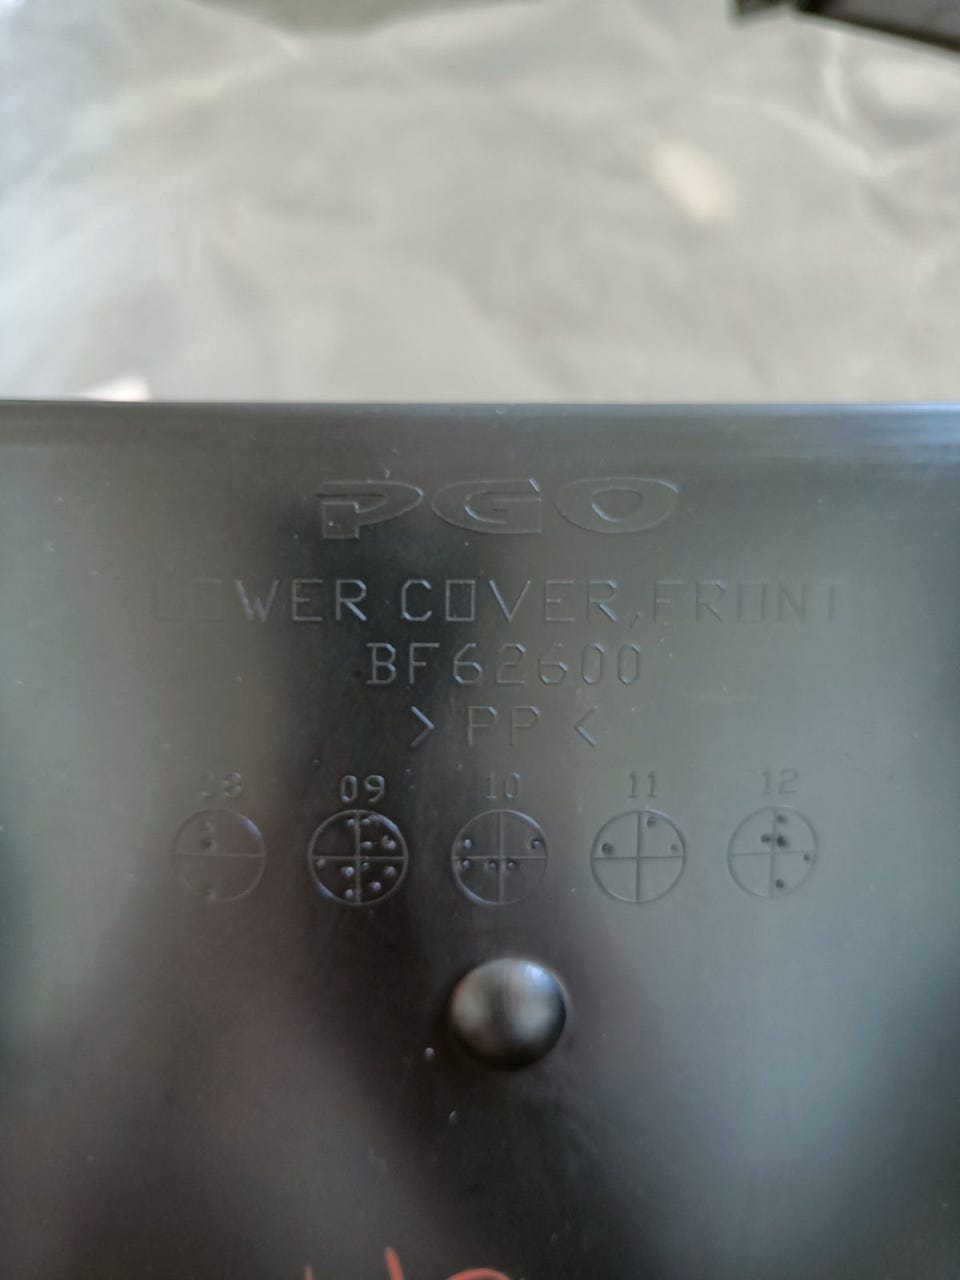 PGO
LOWER COVER,FRONT
BF62600
>PP<
08 09 10 11 12